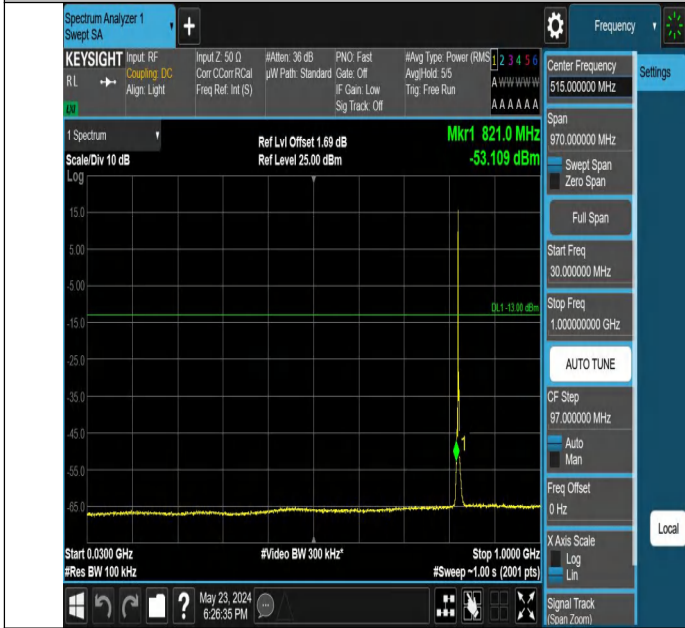 Spectrum Analyzer 1
Swept SA
+
Frequency
KEYSIGHT
RL
LXI
Input: RF
Coupling: DC
Align: Light
Input Z: 50 Ω
Corr CCorr RCal
Freq Ref: Int (S)
#Atten: 36 dB
µW Path: Standard
PNO: Fast
Gate: Off
IF Gain: Low
Sig Track: Off
#Avg Type: Power (RMS
Avg|Hold: 5/5
Trig: Free Run
1 2 3 4 5 6
A W W W W W
A A A A A A
1 Spectrum
Scale/Div 10 dB
Log
Ref Lvl Offset 1.69 dB
Ref Level 25.00 dBm
Mkr1 821.0 MHz
-53.109 dBm
15.0
5.00
-5.00
-15.0
-25.0
-35.0
-45.0
-55.0
-65.0
DL1 -13.00 dBm
1
Start 0.0300 GHz
#Res BW 100 kHz
#Video BW 300 kHz*
Stop 1.0000 GHz
#Sweep ~1.00 s (2001 pts)
?
May 23, 2024
6:26:35 PM
Center Frequency
515.000000 MHz
Span
970.000000 MHz
Swept Span
Zero Span
Full Span
Start Freq
30.000000 MHz
Stop Freq
1.000000000 GHz
AUTO TUNE
CF Step
97.000000 MHz
Auto
Man
Freq Offset
0 Hz
X Axis Scale
Log
Lin
Signal Track
(Span Zoom)
Settings
Local